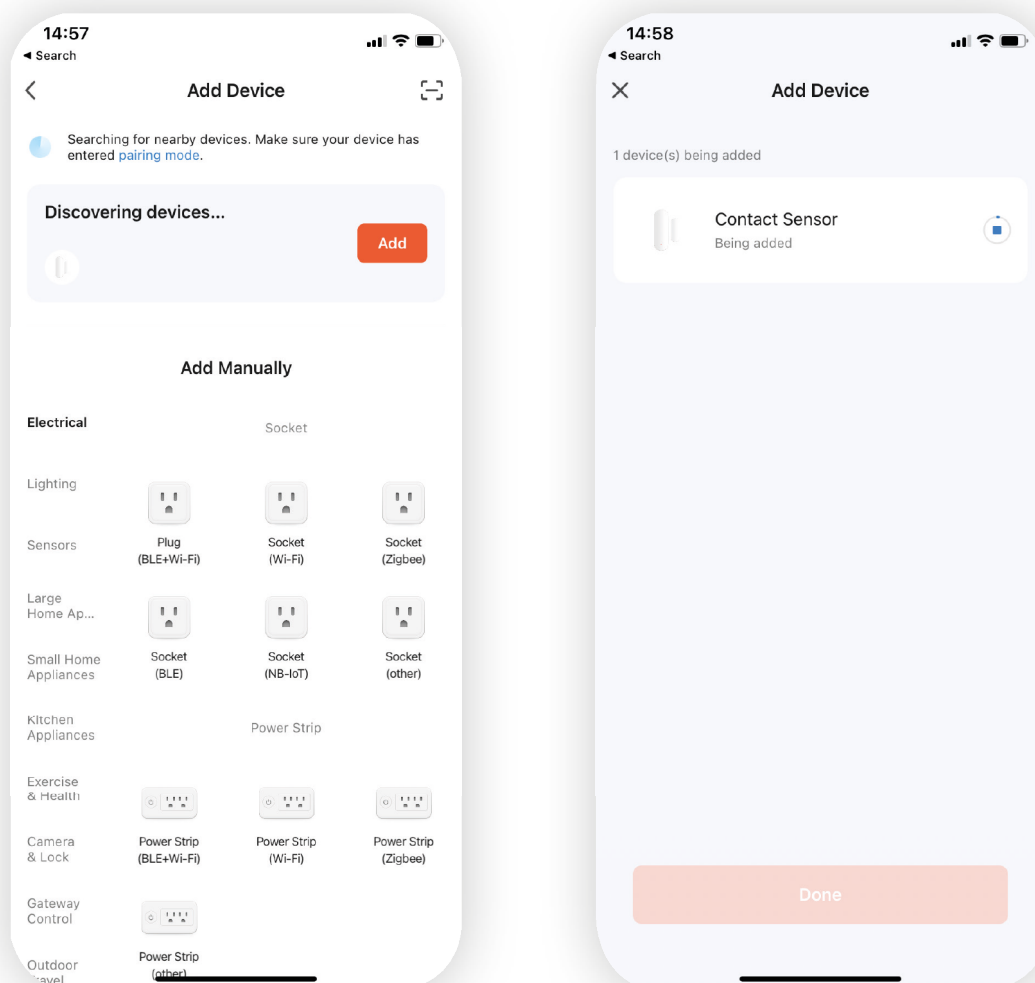 14:57
Search
Add Device
Searching for nearby devices. Make sure your device has
entered pairing mode.
Discovering devices...
Add
Add Manually
Electrical
Socket
Lighting
Sensors
Plug
(BLE+Wi-Fi)
Socket
(Wi-Fi)
Socket
(Zigbee)
Large
Home Ap...
Small Home
Appliances
Socket
(BLE)
Socket
(NB-IoT)
Socket
(other)
Kitchen
Appliances
Power Strip
Exercise
& Health
Camera
& Lock
Power Strip
(BLE+Wi-Fi)
Power Strip
(Wi-Fi)
Power Strip
(Zigbee)
Gateway
Control
Outdoor
Travel
Power Strip
(other)
14:58
Search
Add Device
1 device(s) being added
Contact Sensor
Being added
Done